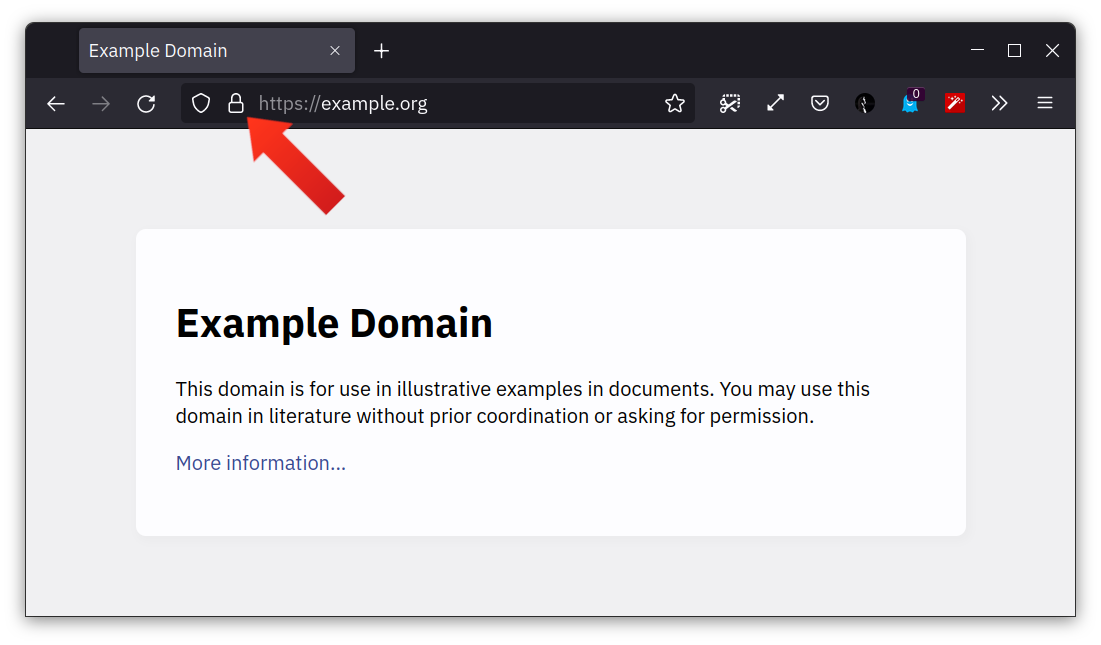 Example Domain
https://example.org
0
Example Domain
This domain is for use in illustrative examples in documents. You may use this
domain in literature without prior coordination or asking for permission.
More information...